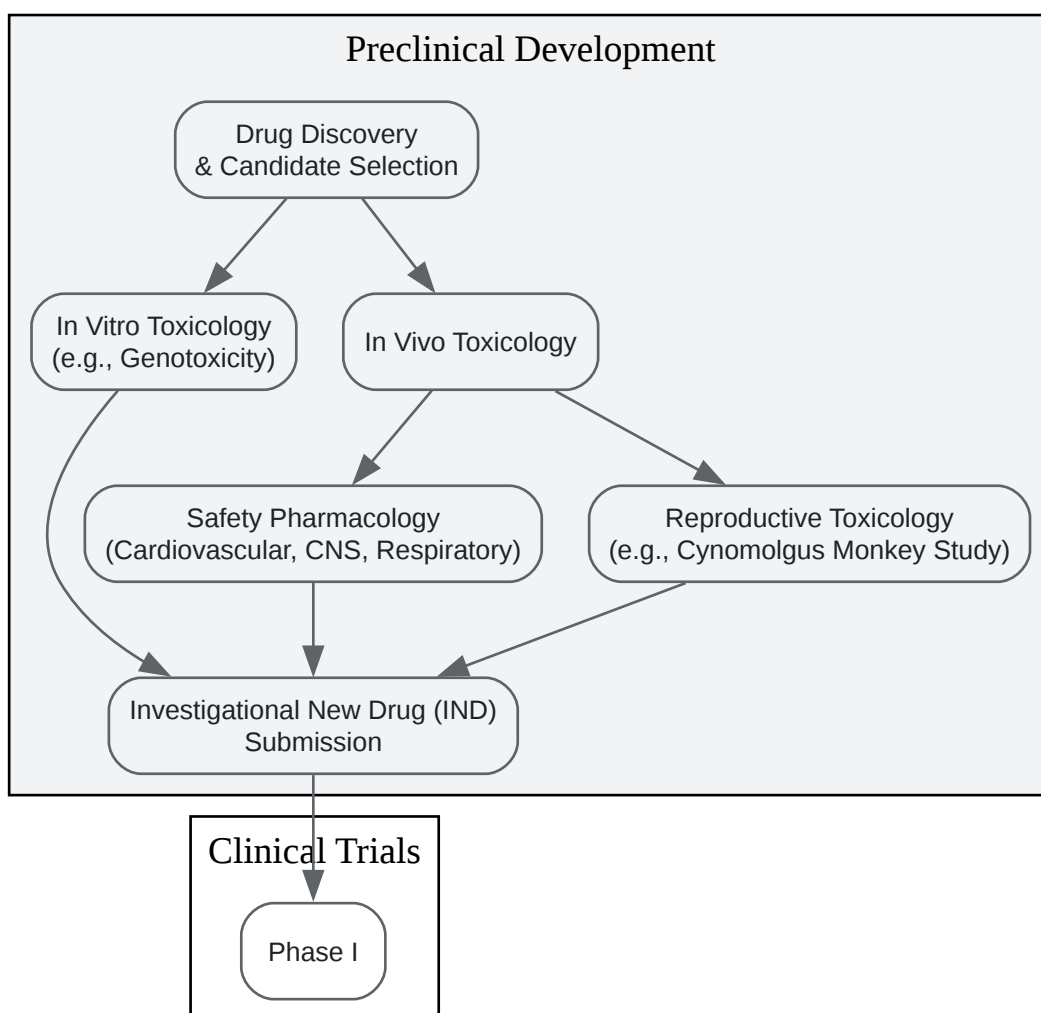 Preclinical Development
Drug Discovery
& Candidate Selection
In Vitro Toxicology
(e.g., Genotoxicity)
In Vivo Toxicology
Safety Pharmacology
(Cardiovascular, CNS, Respiratory)
Reproductive Toxicology
(e.g., Cynomolgus Monkey Study)
Investigational New Drug (IND)
Submission
Clinical Trials
Phase I